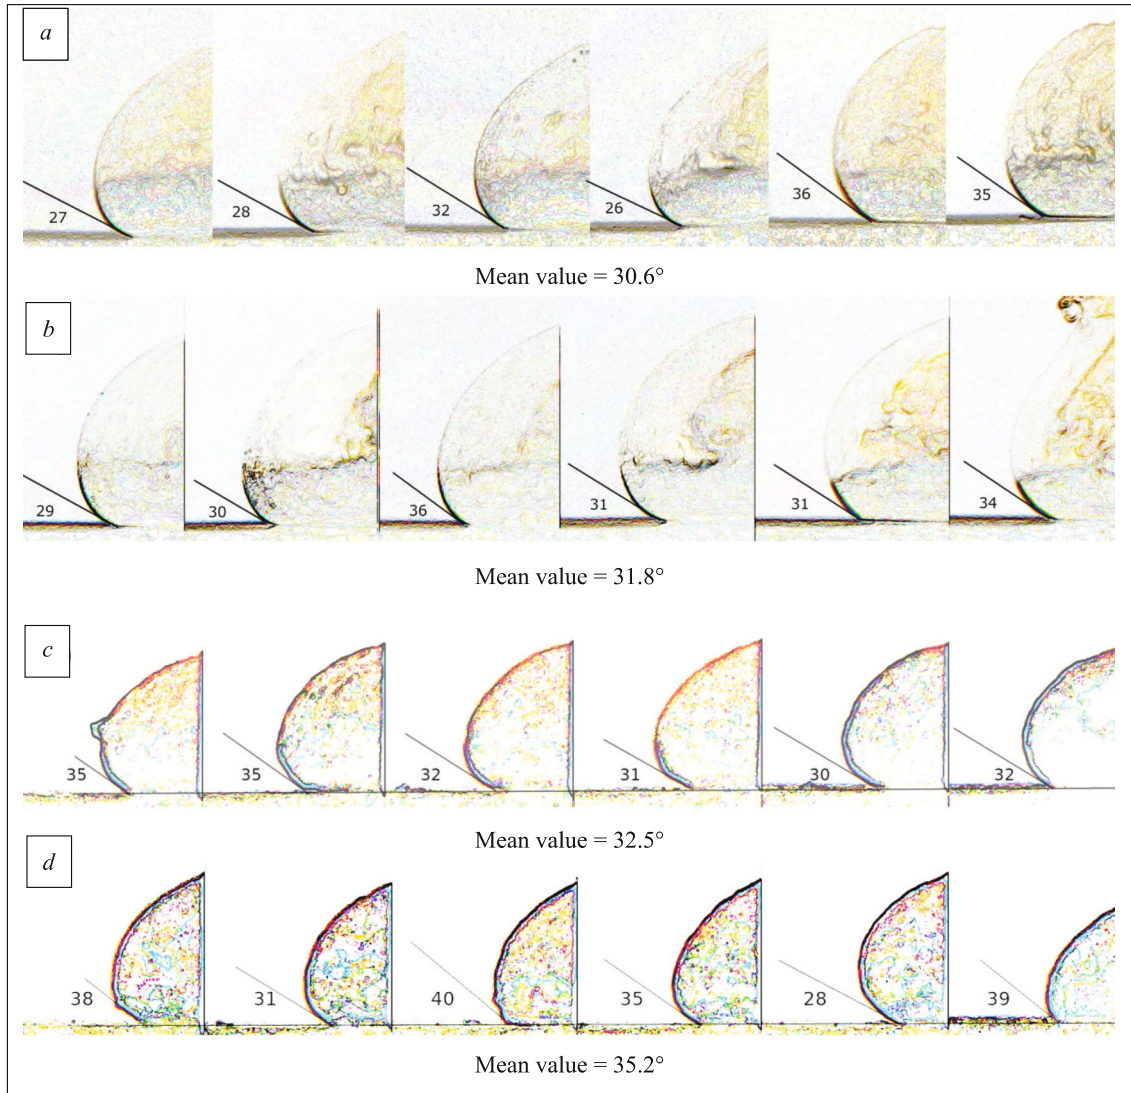 a
27 28 32 26 36 35
Mean value = 30.6°
b
29 30 36 31 31 34
Mean value = 31.8°
c
35 35 32 31 30 32
Mean value = 32.5°
d
38 31 40 35 28 39
Mean value = 35.2°